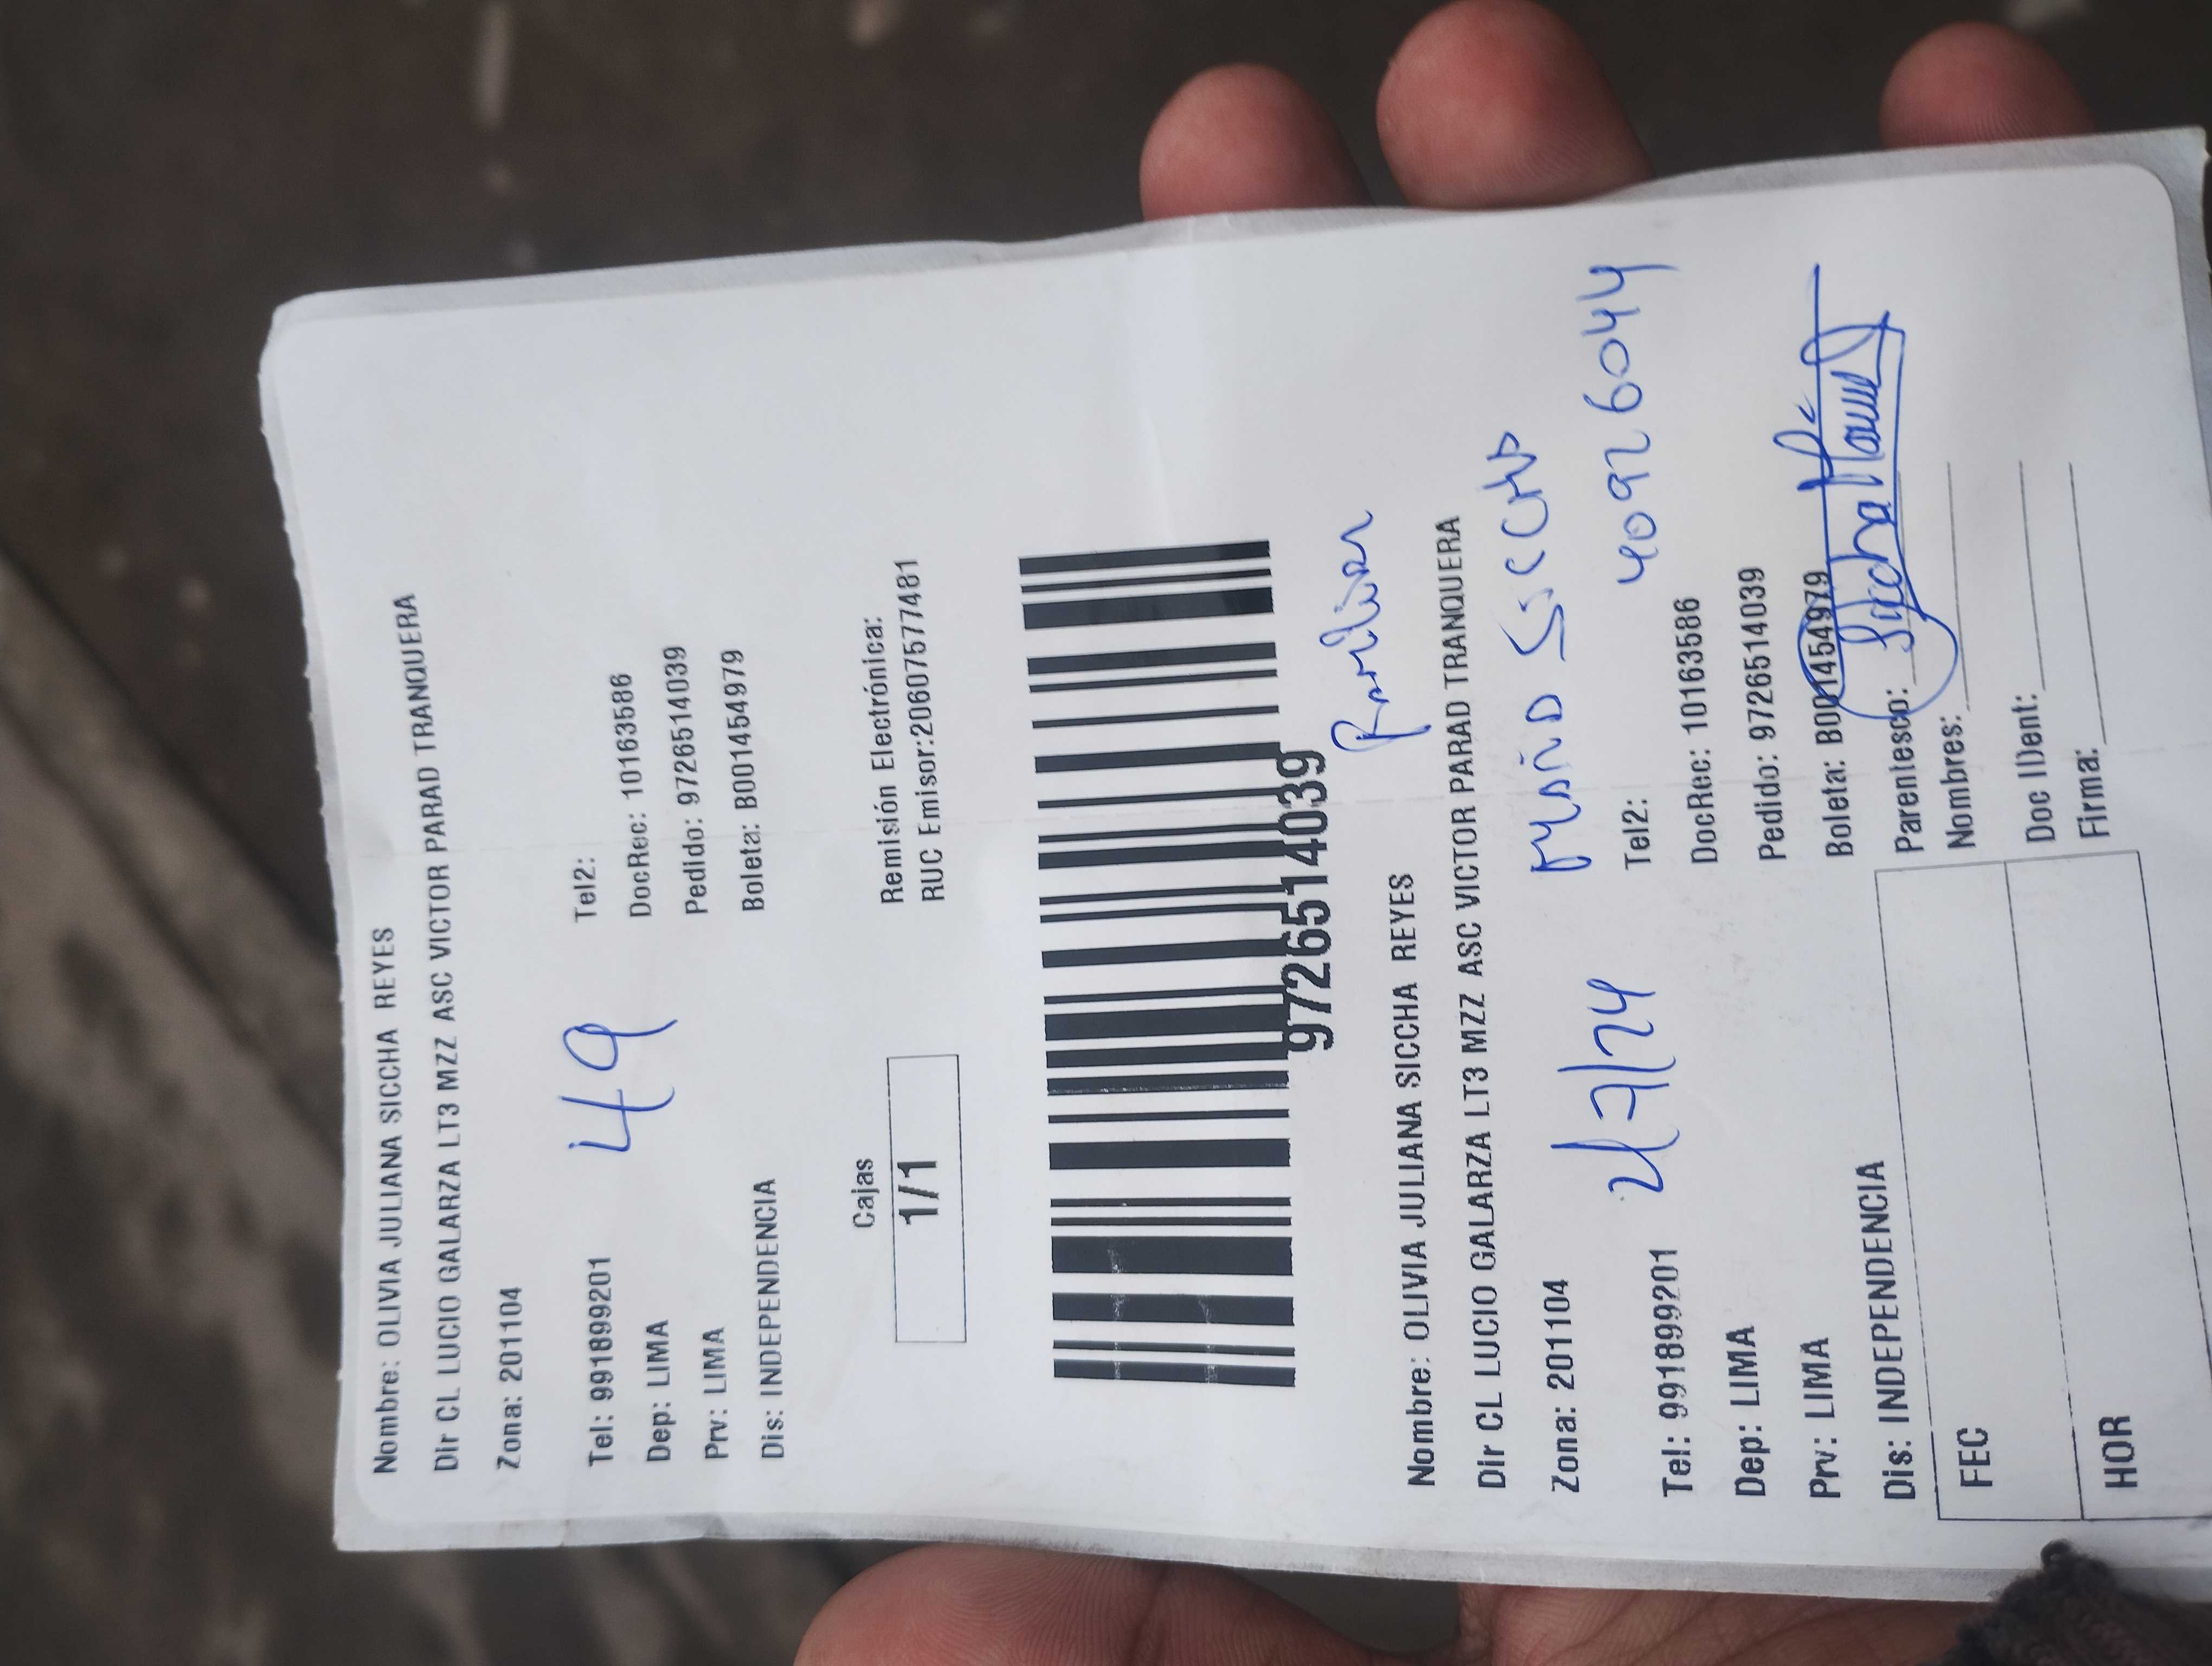 Nombre: OLIVIA JULIANA SICCHA REYES
Dir CL LUCIO GALARZA LT3 MZZ ASC VICTOR PARAD TRANQUERA
Zona: 201104
49
Tel: 991899201 Tel2:
Dep: LIMA DocRec: 10163586
Prv: LIMA Pedido: 9726514039
Dis: INDEPENDENCIA Boleta: B001454979
Cajas
1/1
Remisión Electrónica:
RUC Emisor:20607577481
9726514039
Familiar
Nombre: OLIVIA JULIANA SICCHA REYES
Dir CL LUCIO GALARZA LT3 MZZ ASC VICTOR PARAD TRANQUERA
Siccha
Zona: 201104
40926044
Tel: 991899201 Tel2:
Dep: LIMA DocRec: 10163586
Prv: LIMA Pedido: 9726514039
Dis: INDEPENDENCIA Boleta: B001454979
FEC
HOR
Parentesco:
Siccha
Nombres:
Doc IDent:
Firma: